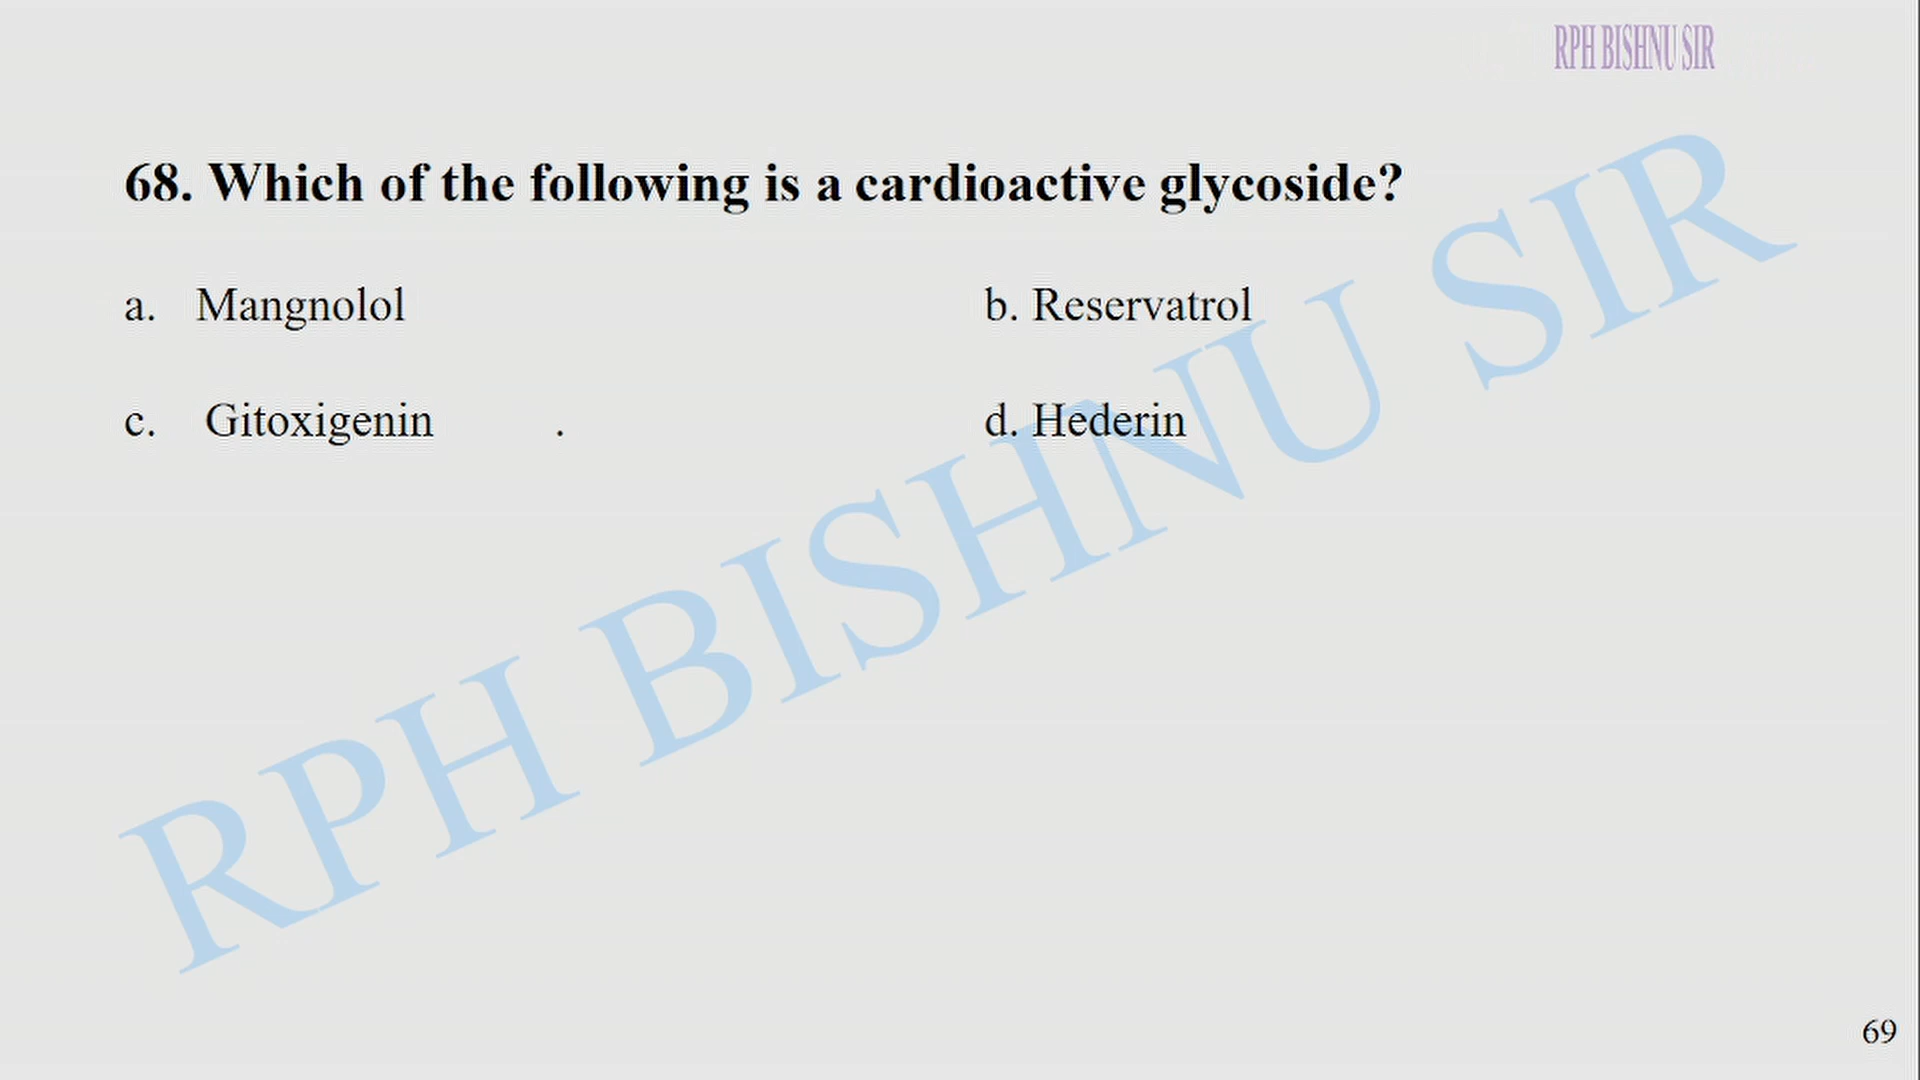 RPH BISHNU SIR
68. Which of the following is a cardioactive glycoside?
a. Mangnolol
b. Reservatrol
c. Gitoxigenin .
d. Hederin
RPH BISHNU SIR
69